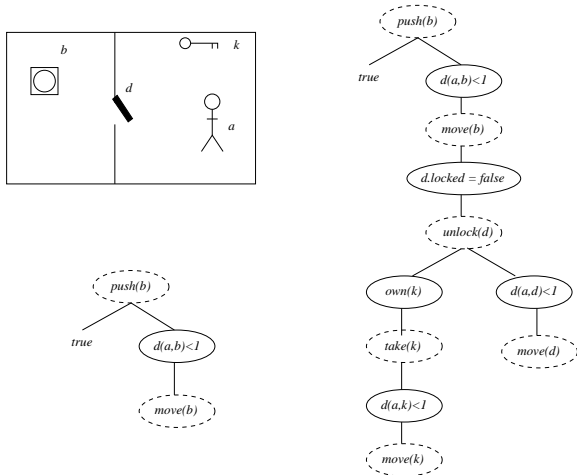 b
k
d
a
push(b)
true
d(a,b)<1
move(b)
push(b)
true
d(a,b)<1
move(b)
d.locked = false
unlock(d)
own(k)
d(a,d)<1
take(k)
move(d)
d(a,k)<1
move(k)